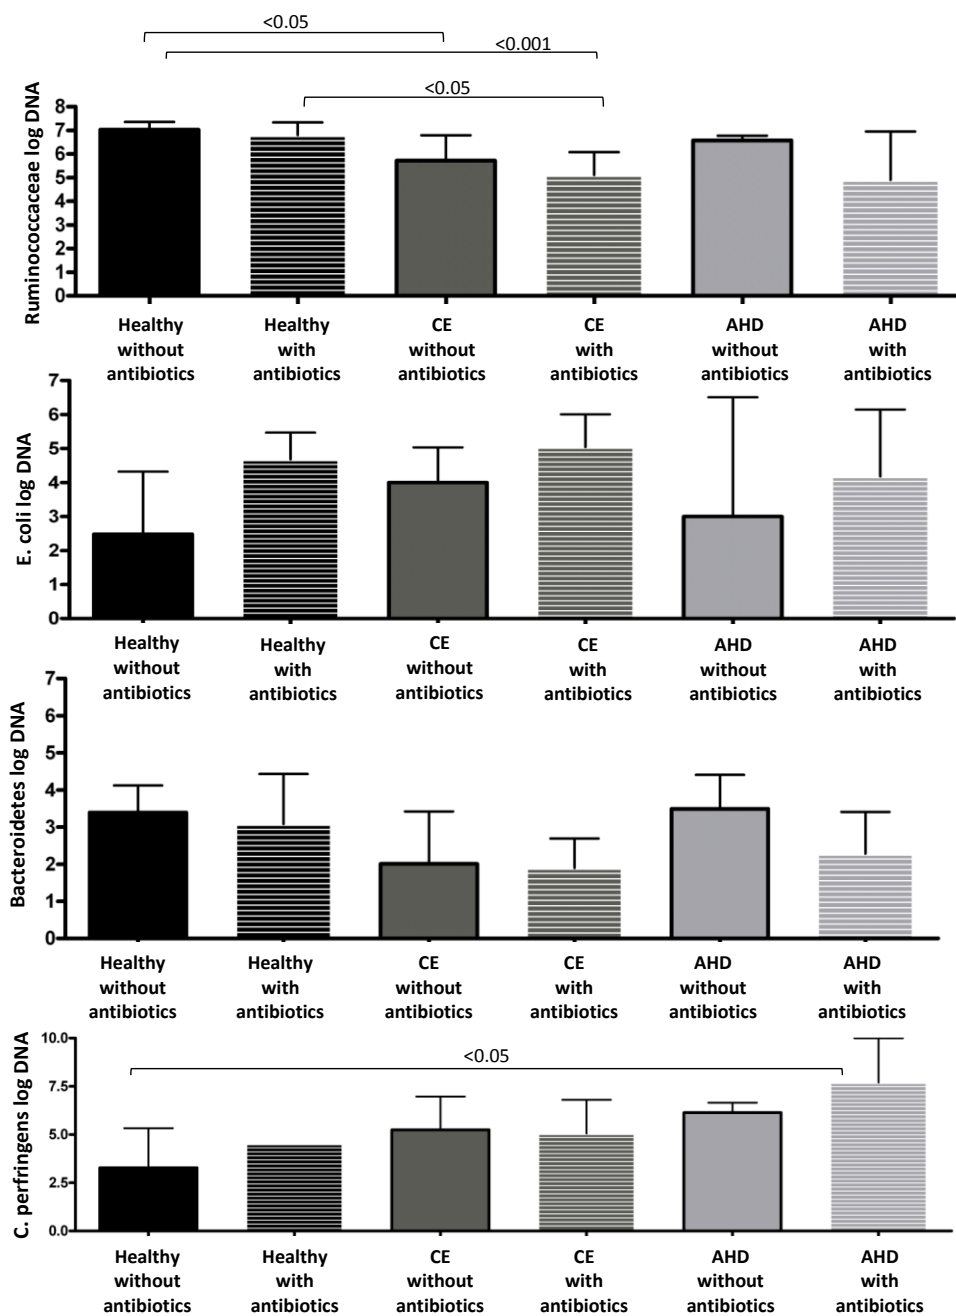 <0.05
<0.001
<0.05
Ruminococcaceae log DNA
8
7
6
5
4
3
2
1
0
Healthy without antibiotics
Healthy with antibiotics
CE without antibiotics
CE with antibiotics
AHD without antibiotics
AHD with antibiotics
E. coli log DNA
7
6
5
4
3
2
1
0
Healthy without antibiotics
Healthy with antibiotics
CE without antibiotics
CE with antibiotics
AHD without antibiotics
AHD with antibiotics
Bacteroidetes log DNA
7
6
5
4
3
2
1
0
Healthy without antibiotics
Healthy with antibiotics
CE without antibiotics
CE with antibiotics
AHD without antibiotics
AHD with antibiotics
C. perfringens log DNA
10.0
7.5
5.0
2.5
0.0
<0.05
Healthy without antibiotics
Healthy with antibiotics
CE without antibiotics
CE with antibiotics
AHD without antibiotics
AHD with antibiotics